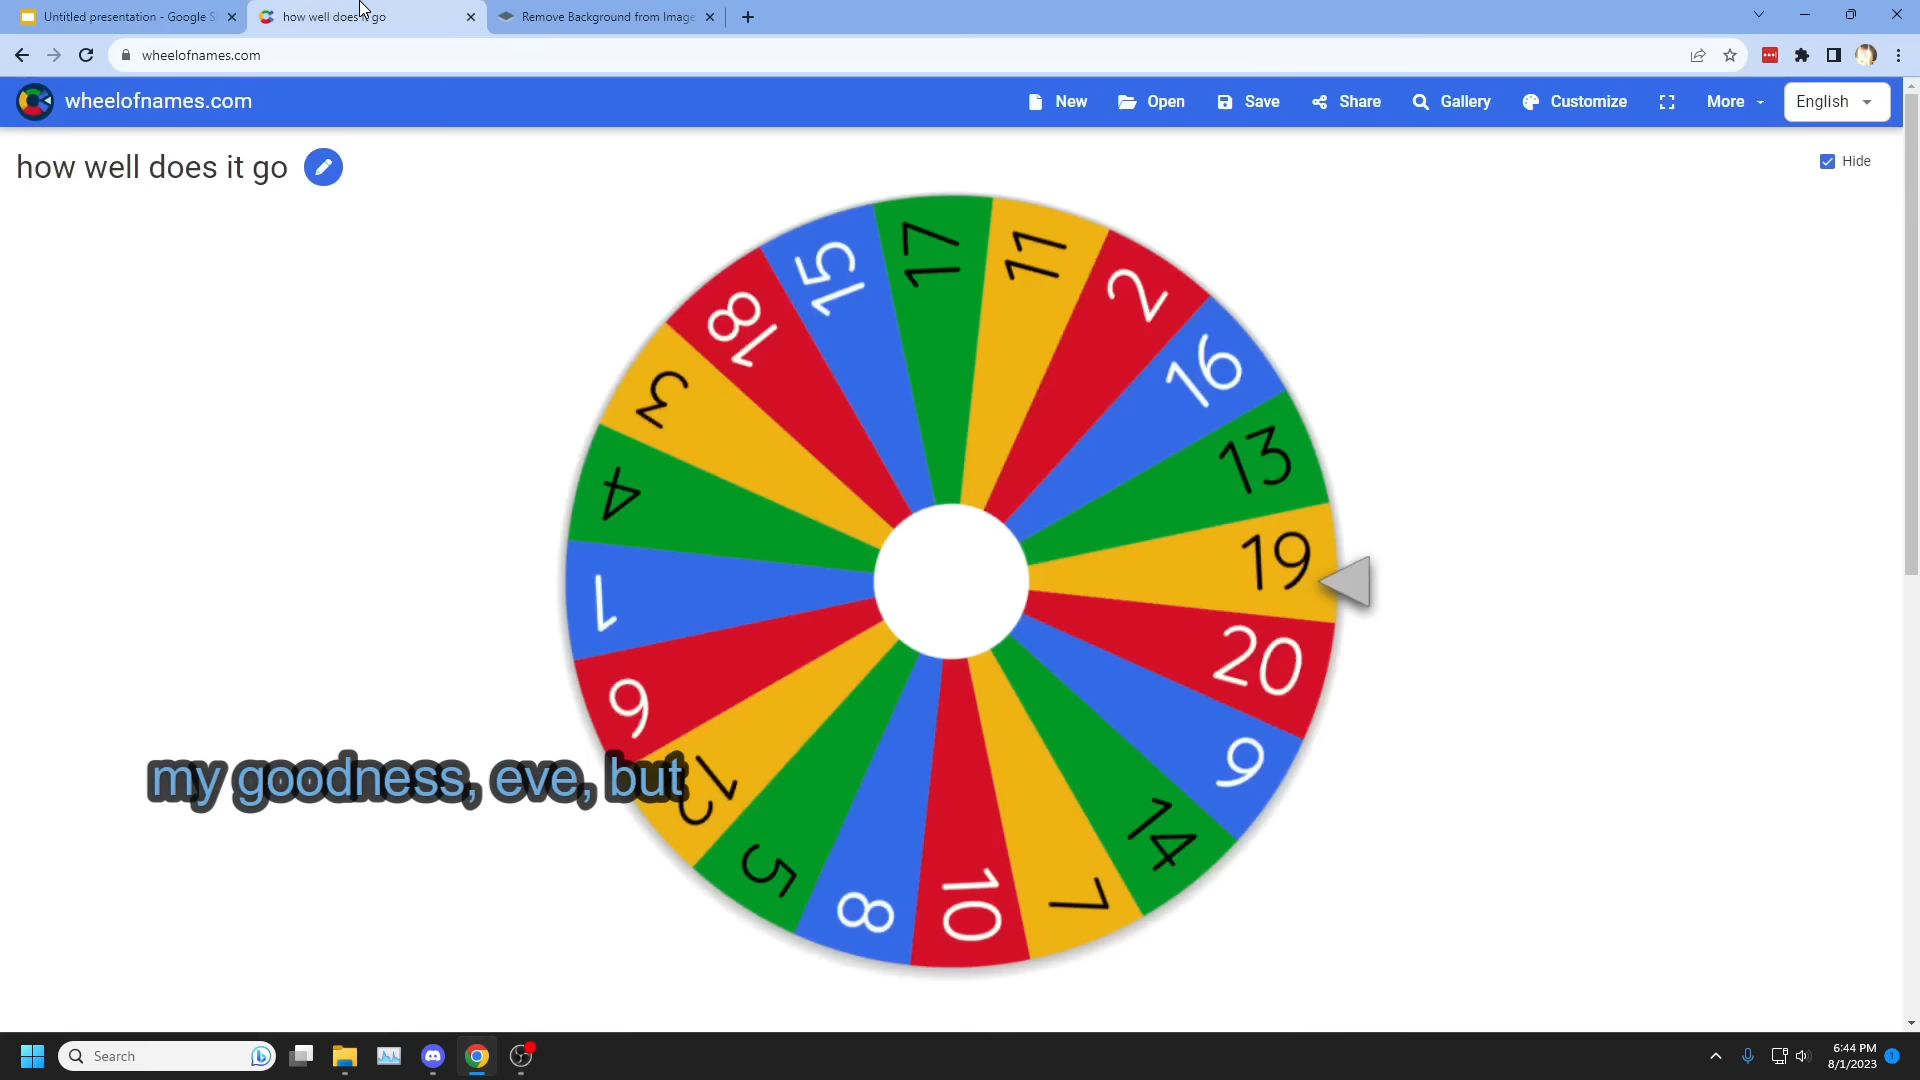 Untitled presentation - Google S
how well does it go
Remove Background from Image
wheelofnames.com
wheelofnames.com
New
Open
Save
Share
Gallery
Customize
More
English
how well does it go
Hide
17
11
2
16
13
19
20
9
14
7
10
8
5
12
6
1
4
3
18
15
my goodness, eve, but
Search
6:44 PM
8/1/2023
1